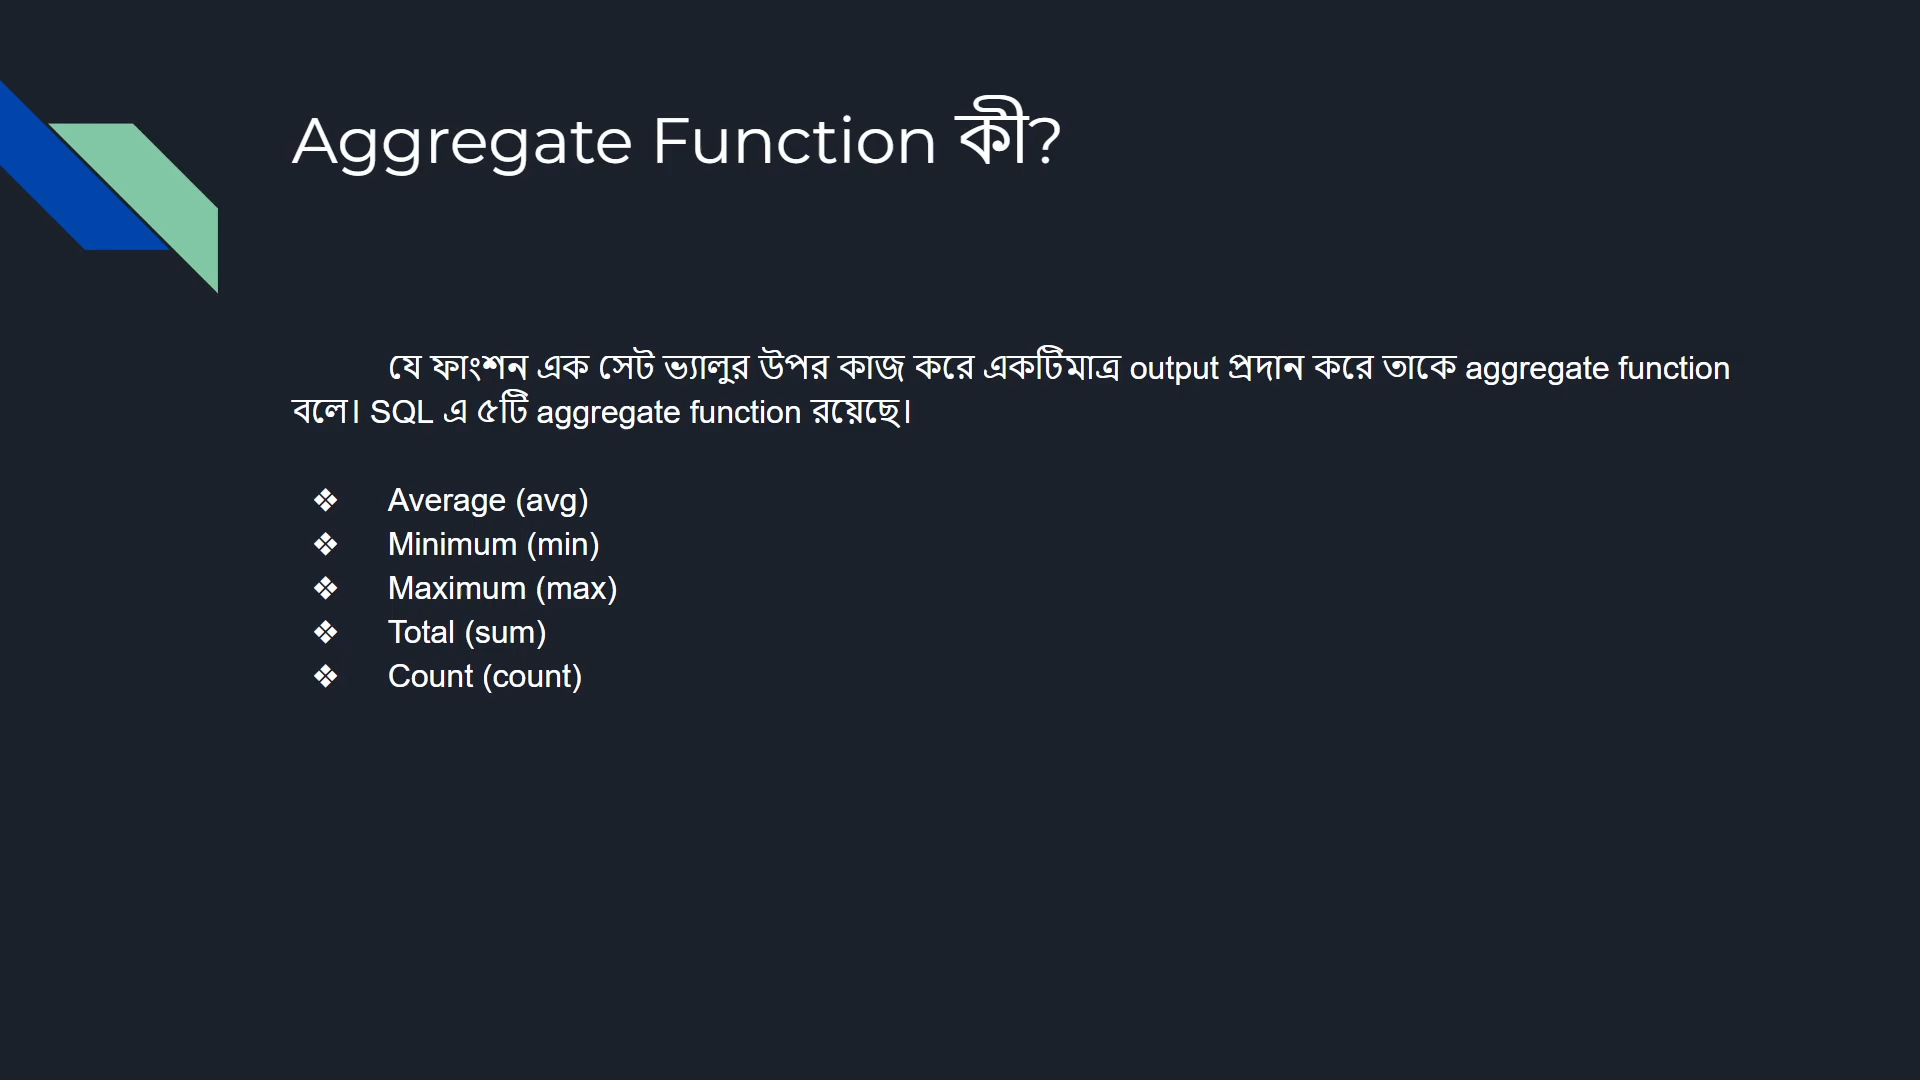 Aggregate Function কী?
যে ফাংশন এক সেট ভ্যালুর উপর কাজ করে একটিমাত্র output প্রদান করে তাকে aggregate function
বলে। SQL এ ৫টি aggregate function রয়েছে।
❖ Average (avg)
❖ Minimum (min)
❖ Maximum (max)
❖ Total (sum)
❖ Count (count)